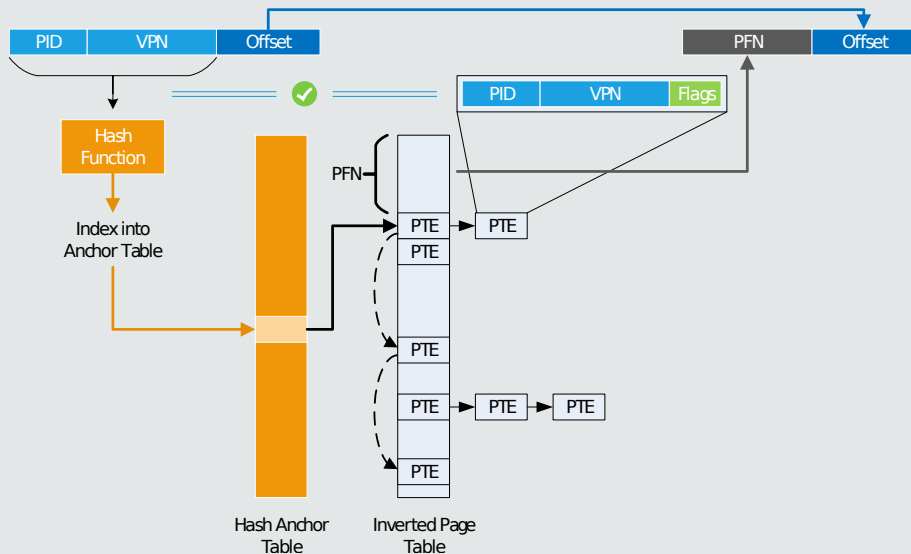 PID VPN Offset
PFN Offset
PID VPN Flags
Hash
Function
PFN
Index into
Anchor Table
PTE PTE
PTE
PTE
PTE PTE PTE
PTE
Hash Anchor
Table
Inverted Page
Table